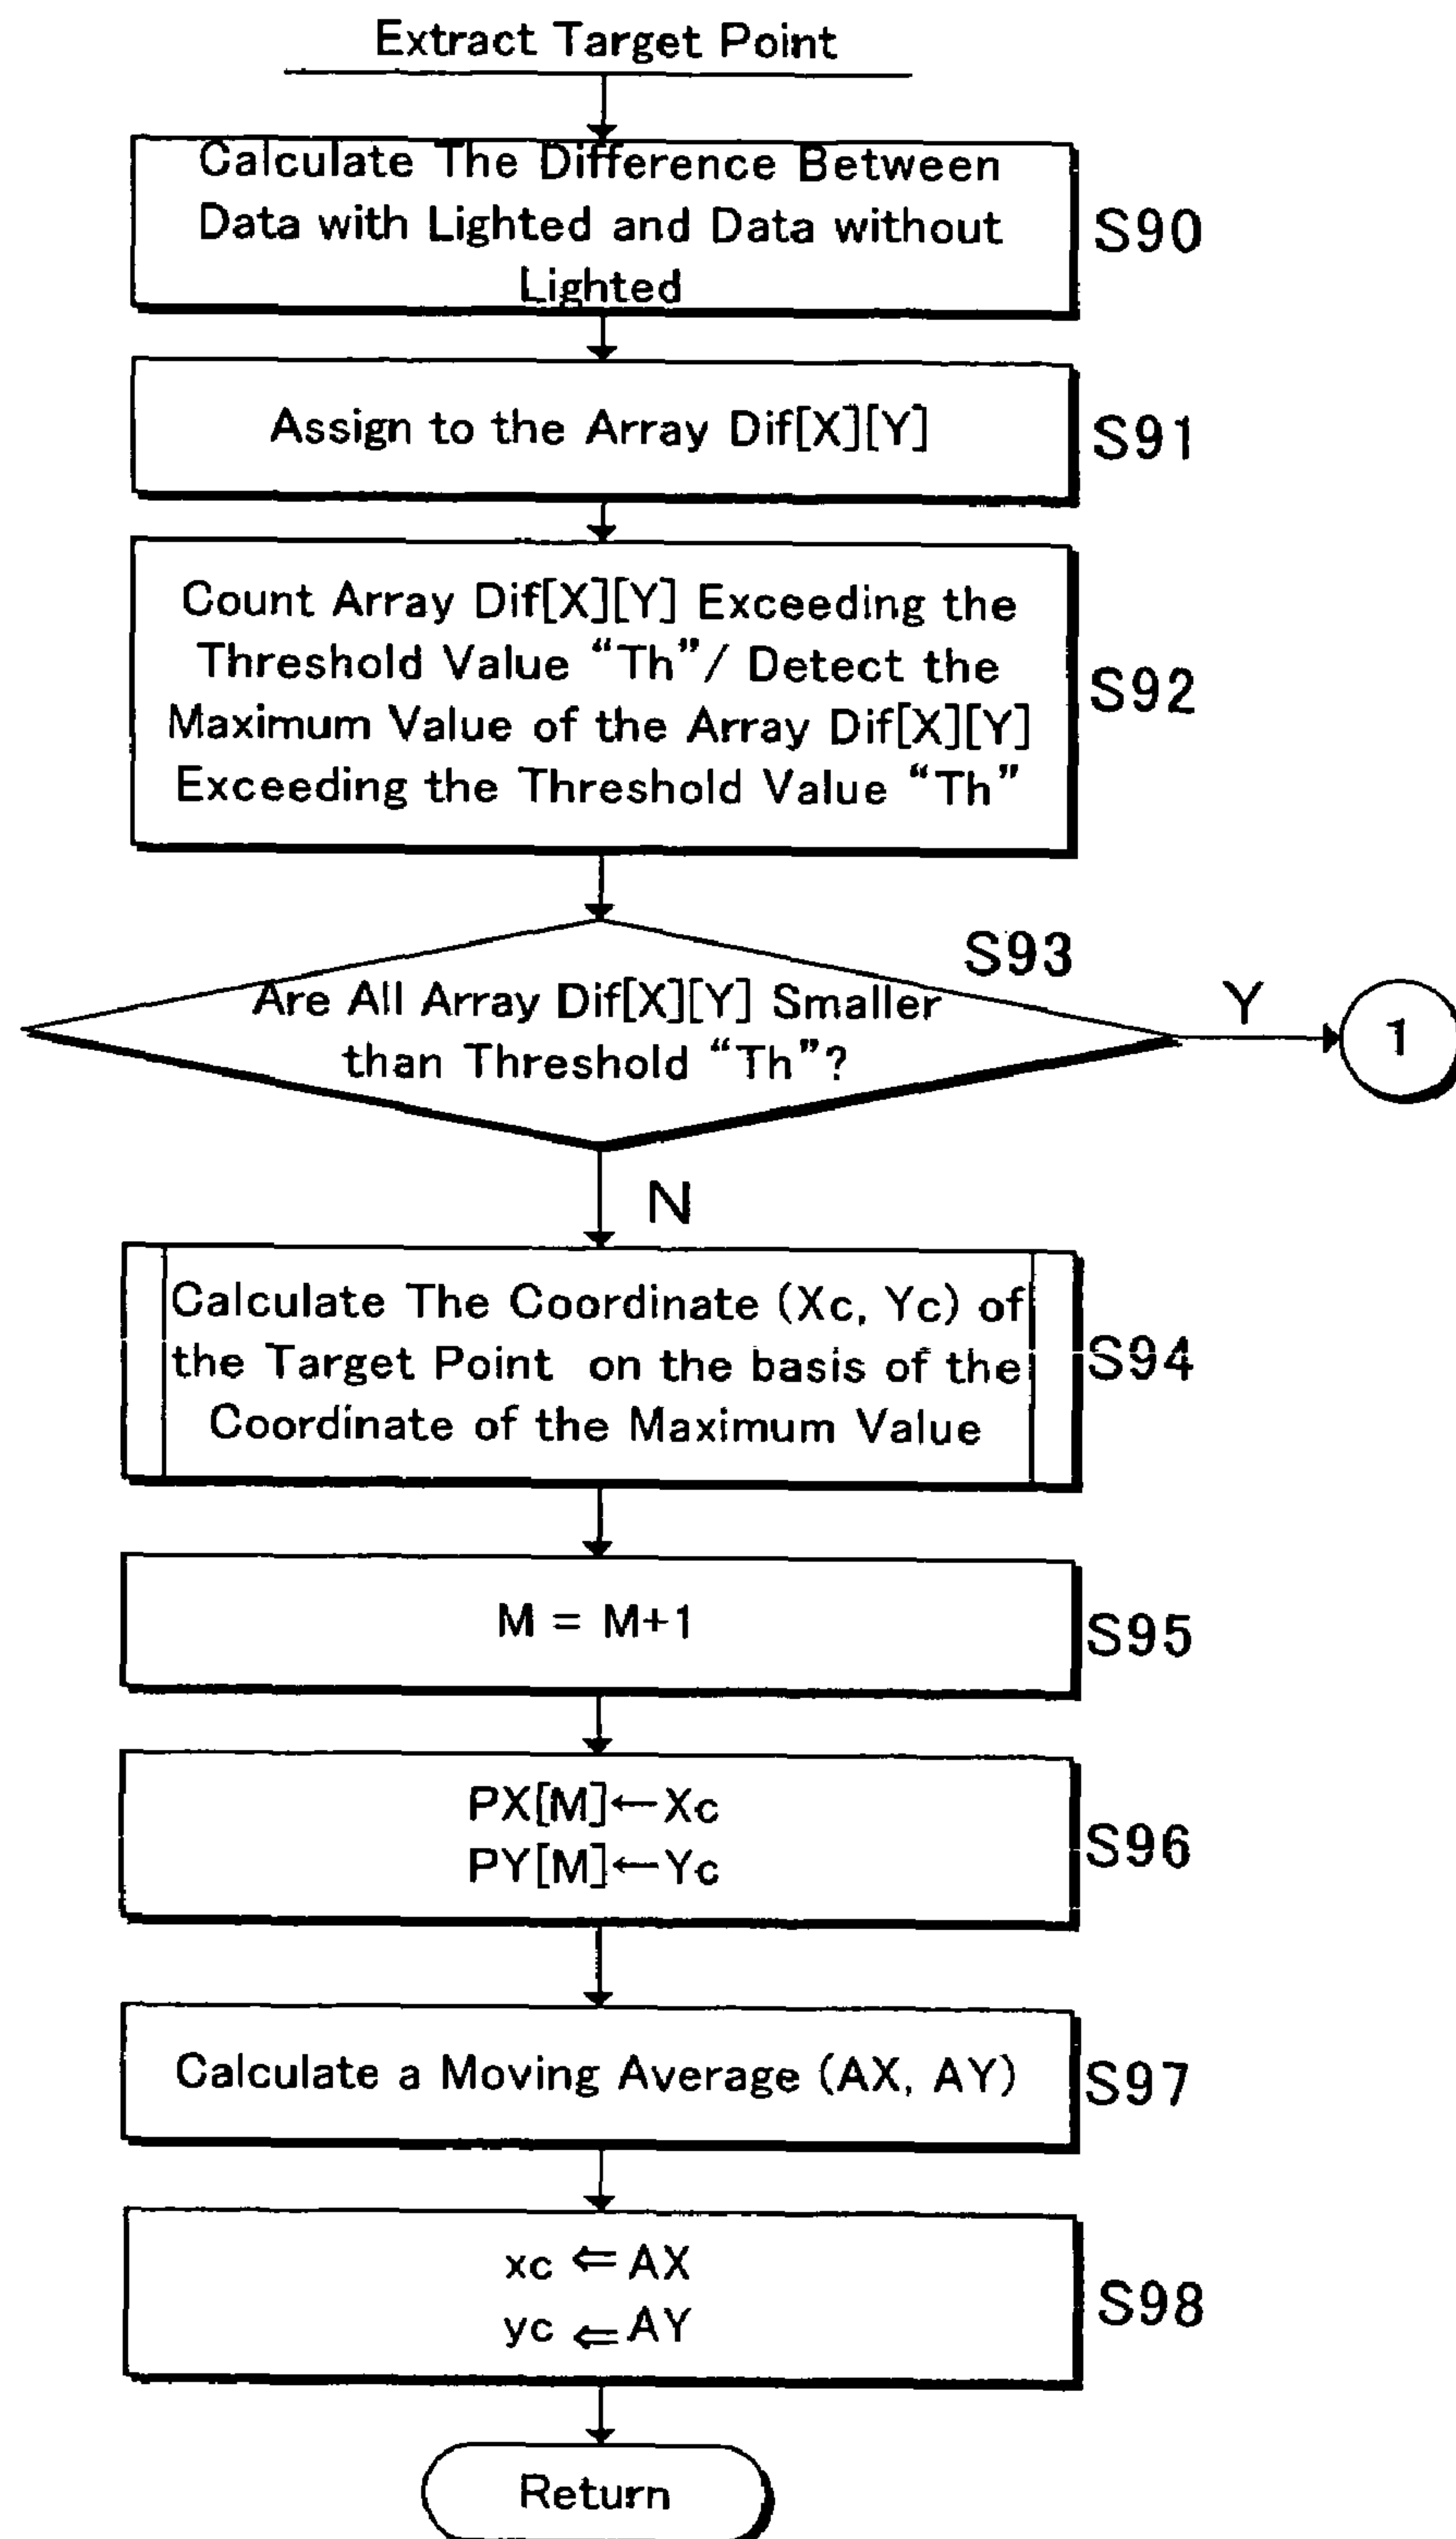 Extract Target Point
Calculate The Difference Between
Data with Lighted and Data without
Lighted
S90
Assign to the Array Dif[X][Y]
S91
Count Array Dif[X][Y] Exceeding the
Threshold Value “Th”/ Detect the
Maximum Value of the Array Dif[X][Y]
Exceeding the Threshold Value “Th”
S92
S93
Are All Array Dif[X][Y] Smaller
than Threshold “Th”?
Y
1
N
Calculate The Coordinate (Xc, Yc) of
the Target Point on the basis of the
Coordinate of the Maximum Value
S94
M = M+1
S95
PX[M]←Xc
PY[M]←Yc
S96
Calculate a Moving Average (AX, AY)
S97
xc ⇐ AX
yc ⇐ AY
S98
Return